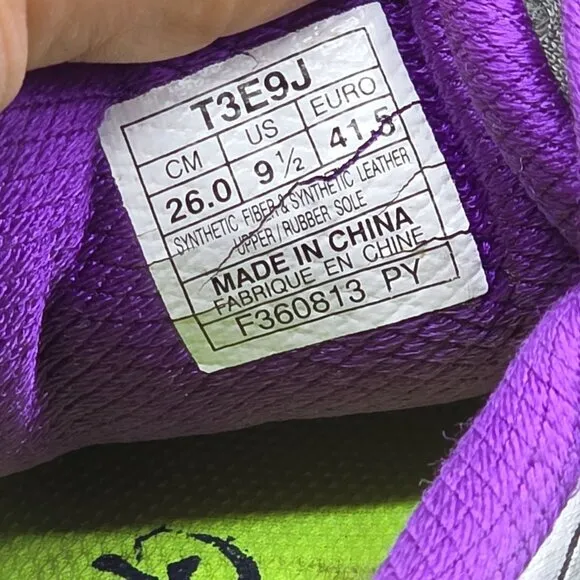 T3E9J
CM US EURO
26.0 9 ½ 41.5
SYNTHETIC FIBER & SYNTHETIC LEATHER
UPPER / RUBBER SOLE
MADE IN CHINA
FABRIQUE EN CHINE
F360813 PY